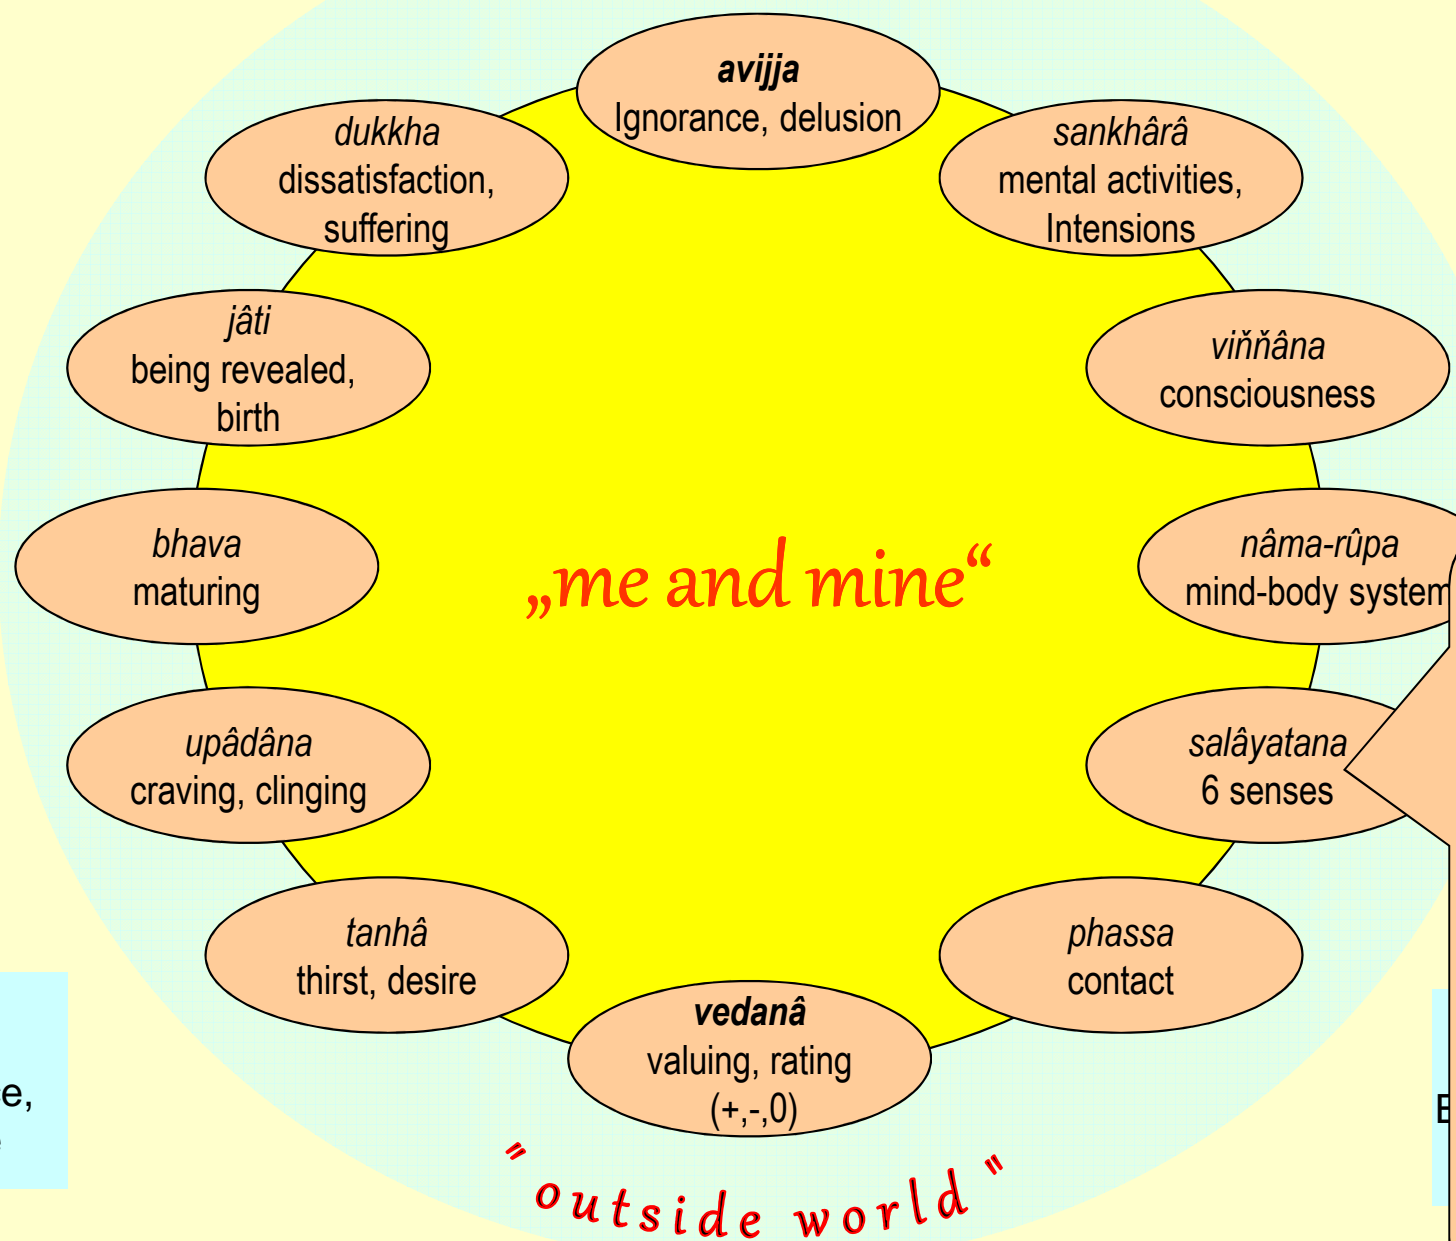 avijja
Ignorance, delusion
sankhârâ
mental activities,
Intensions
viňňâna
consciousness
nâma-rûpa
mind-body system
salâyatana
6 senses
phassa
contact
vedanâ
valuing, rating
(+,-,0)
tanhâ
thirst, desire
upâdâna
craving, clinging
bhava
maturing
jâti
being revealed,
birth
dukkha
dissatisfaction,
suffering
„me and mine“
"outside world"